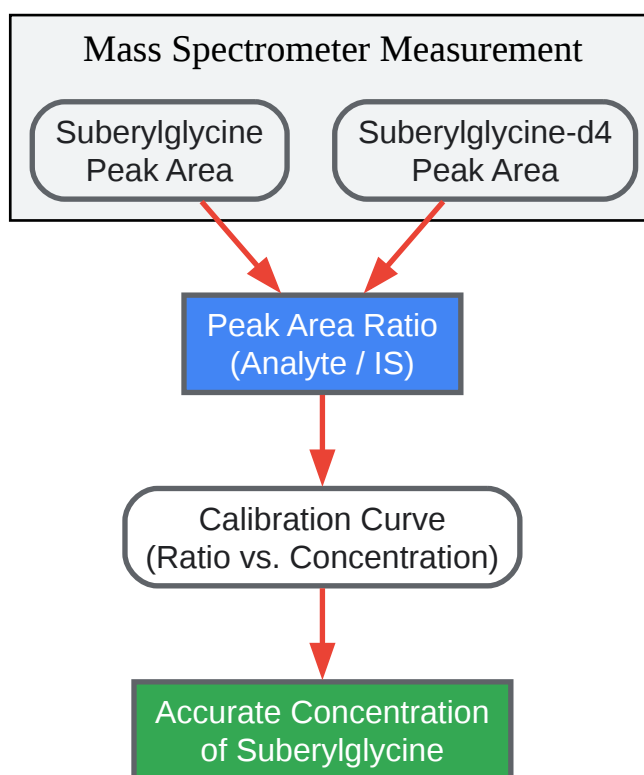 Mass Spectrometer Measurement
Suberylglycine
Peak Area
Suberylglycine-d4
Peak Area
Peak Area Ratio
(Analyte / IS)
Calibration Curve
(Ratio vs. Concentration)
Accurate Concentration
of Suberylglycine